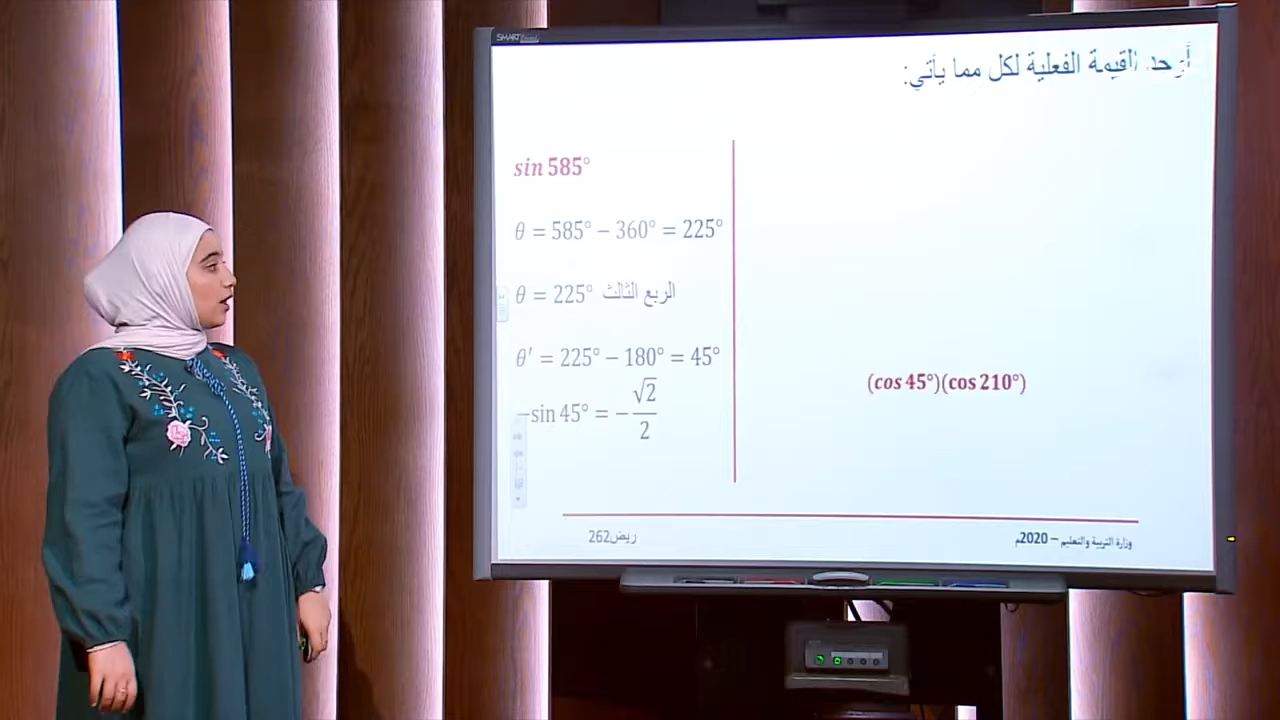 SMART
أوجد القيمة الفعلية لكل مما يأتي:
sin 585°
θ = 585° − 360° = 225°
θ = 225° الربع الثالث
θ′ = 225° − 180° = 45°
−sin 45° = −√2/2
(cos 45°)(cos 210°)
ريض262
وزارة التربية والتعليم – 2020م